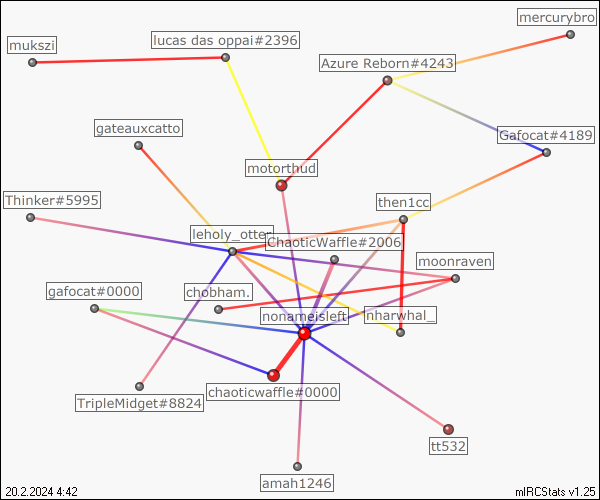 mercurybro
mukszi
lucas das oppai#2396
Azure Reborn#4243
gateauxcatto
Gafocat#4189
motorthud
Thinker#5995
then1cc
leholy_otter
ChaoticWaffle#2006
moonraven
gafocat#0000
chobham.
nonameisleft
nharwhal_
chaoticwaffle#0000
TripleMidget#8824
tt532
amah1246
20.2.2024 4:42
mIRCStats v1.25